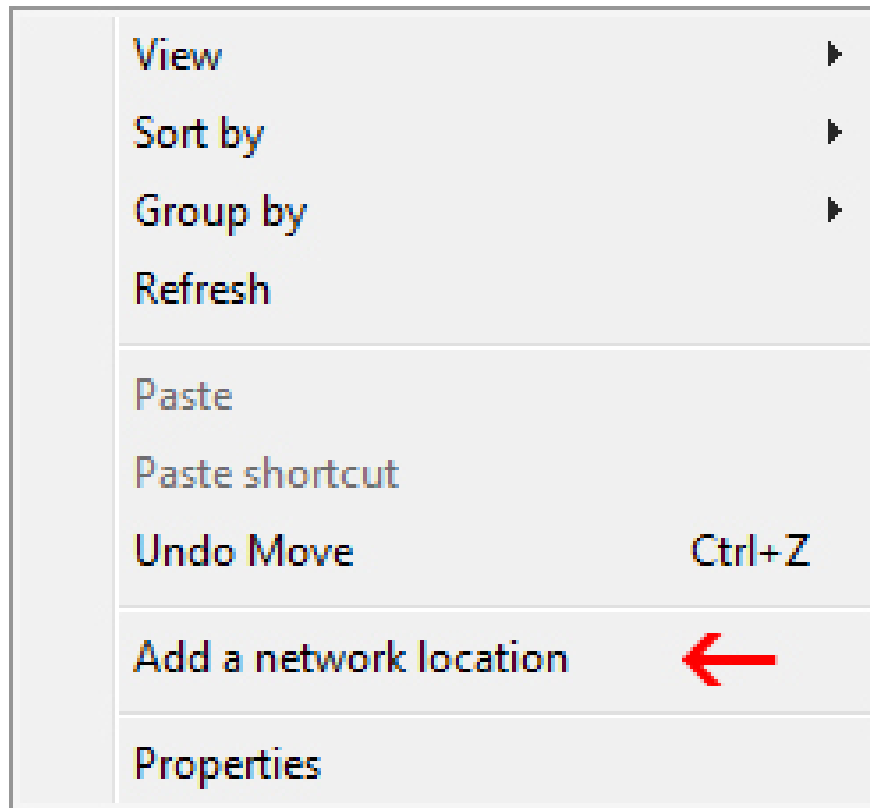 View
Sort by
Group by
Refresh
Paste
Paste shortcut
Undo Move Ctrl+Z
Add a network location
Properties